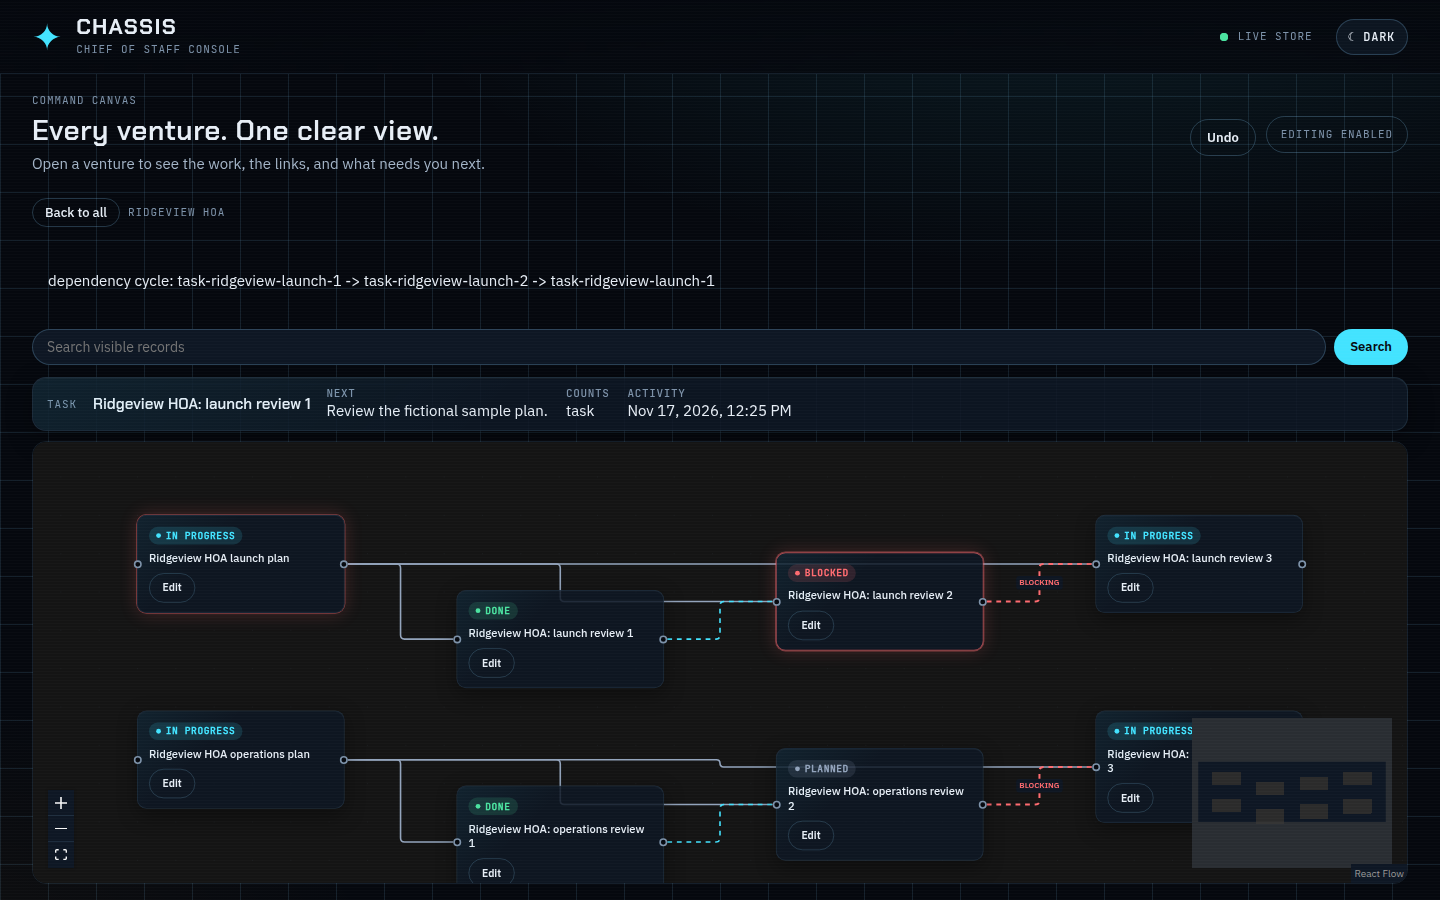 CHASSIS
CHIEF OF STAFF CONSOLE
LIVE STORE
☾ DARK
COMMAND CANVAS
Every venture. One clear view.
Open a venture to see the work, the links, and what needs you next.
Undo
EDITING ENABLED
Back to all
RIDGEVIEW HOA
dependency cycle: task-ridgeview-launch-1 -> task-ridgeview-launch-2 -> task-ridgeview-launch-1
Search visible records
Search
TASK
Ridgeview HOA: launch review 1
NEXT
Review the fictional sample plan.
COUNTS
task
ACTIVITY
Nov 17, 2026, 12:25 PM
IN PROGRESS
Ridgeview HOA launch plan
Edit
DONE
Ridgeview HOA: launch review 1
Edit
BLOCKED
Ridgeview HOA: launch review 2
Edit
BLOCKING
IN PROGRESS
Ridgeview HOA: launch review 3
Edit
IN PROGRESS
Ridgeview HOA operations plan
Edit
DONE
Ridgeview HOA: operations review
1
Edit
PLANNED
Ridgeview HOA: operations review
2
Edit
BLOCKING
IN PROGRESS
Ridgeview HOA:
3
Edit
React Flow